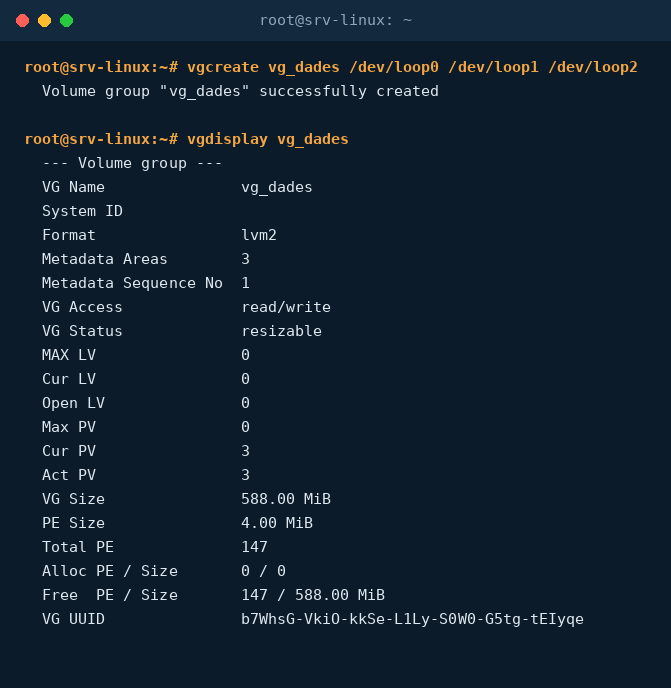 root@srv-linux: ~
root@srv-linux:~# vgcreate vg_dades /dev/loop0 /dev/loop1 /dev/loop2
  Volume group "vg_dades" successfully created

root@srv-linux:~# vgdisplay vg_dades
  --- Volume group ---
  VG Name               vg_dades
  System ID
  Format                lvm2
  Metadata Areas        3
  Metadata Sequence No  1
  VG Access             read/write
  VG Status             resizable
  MAX LV                0
  Cur LV                0
  Open LV               0
  Max PV                0
  Cur PV                3
  Act PV                3
  VG Size               588.00 MiB
  PE Size               4.00 MiB
  Total PE              147
  Alloc PE / Size       0 / 0
  Free  PE / Size       147 / 588.00 MiB
  VG UUID               b7WhsG-VkiO-kkSe-L1Ly-S0W0-G5tg-tEIyqe